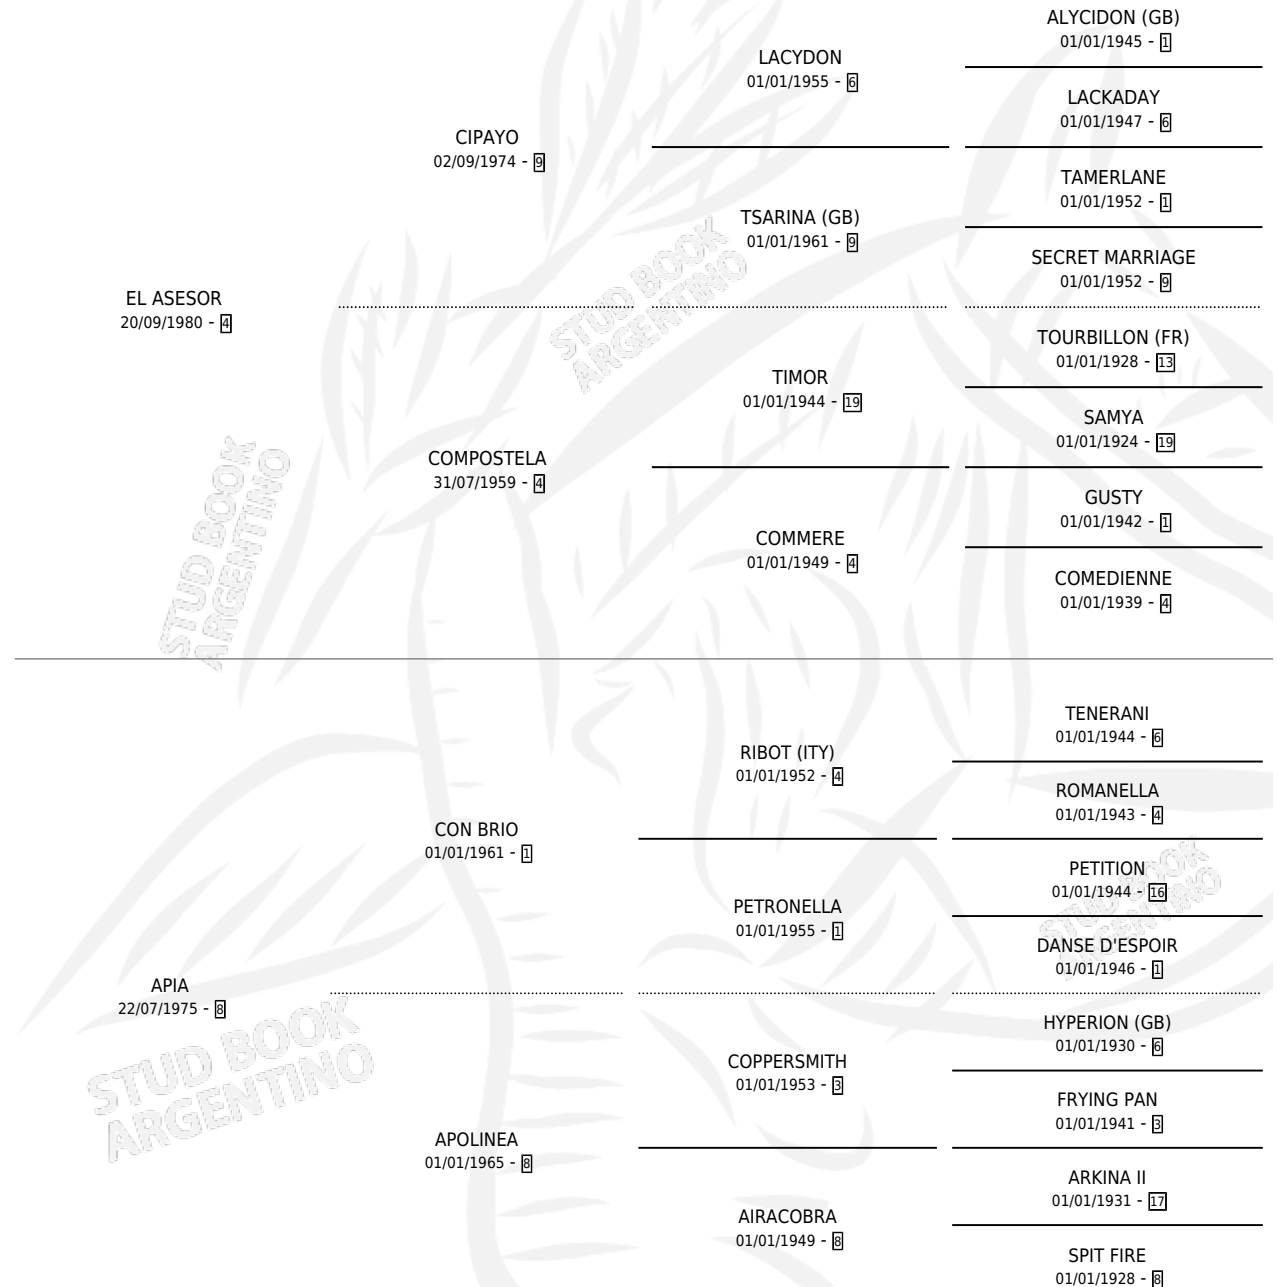 ALYCIDON (GB)
01/01/1945 - 1
LACYDON
01/01/1955 - 6
LACKADAY
01/01/1947 - 6
CIPAYO
02/09/1974 - 9
TAMERLANE
01/01/1952 - 1
TSARINA (GB)
01/01/1961 - 9
SECRET MARRIAGE
01/01/1952 - 9
EL ASESOR
20/09/1980 - 4
STUD BOOK
ARGENTINO
TOURBILLON (FR)
01/01/1928 - 13
TIMOR
01/01/1944 - 19
SAMYA
01/01/1924 - 19
COMPOSTELA
31/07/1959 - 4
GUSTY
01/01/1942 - 1
COMMERE
01/01/1949 - 4
COMEDIENNE
01/01/1939 - 4
STUD BOOK
ARGENTINO
TENERANI
01/01/1944 - 6
RIBOT (ITY)
01/01/1952 - 4
ROMANELLA
01/01/1943 - 4
CON BRIO
01/01/1961 - 1
PETITION
01/01/1944 - 16
PETRONELLA
01/01/1955 - 1
DANSE D'ESPOIR
01/01/1946 - 1
STUD BOOK
ARGENTINO
APIA
22/07/1975 - 8
HYPERION (GB)
01/01/1930 - 6
COPPERSMITH
01/01/1953 - 3
FRYING PAN
01/01/1941 - 3
STUD BOOK
ARGENTINO
APOLINEA
01/01/1965 - 8
ARKINA II
01/01/1931 - 17
AIRACOBRA
01/01/1949 - 8
SPIT FIRE
01/01/1928 - 8